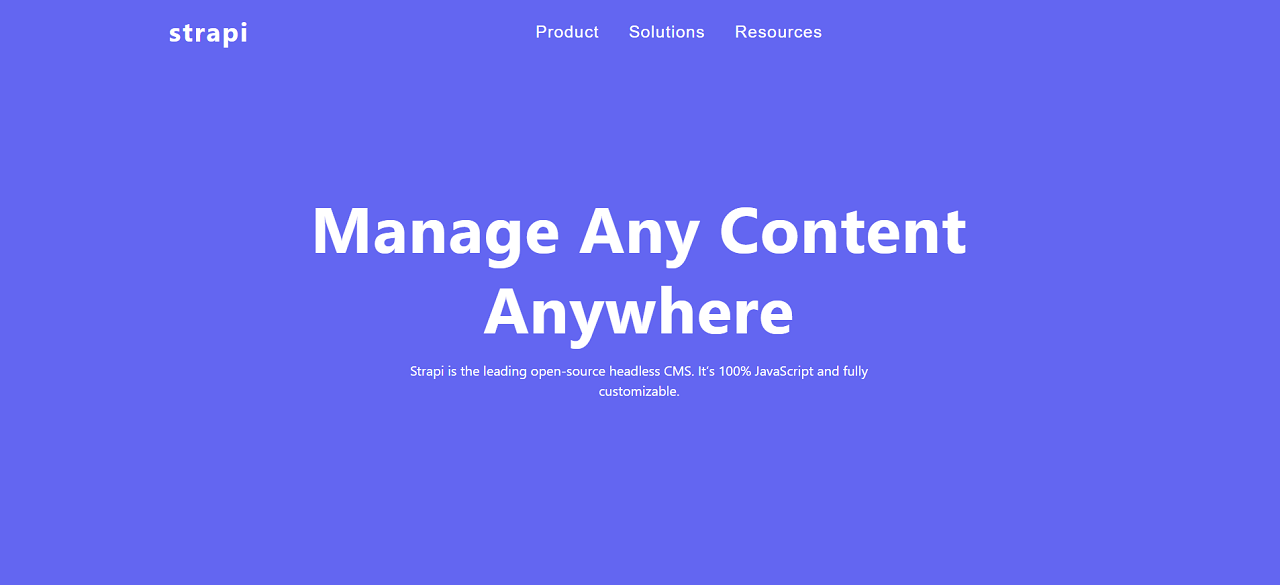 strapi
Product Solutions Resources
Manage Any Content
Anywhere
Strapi is the leading open-source headless CMS. It’s 100% JavaScript and fully
customizable.